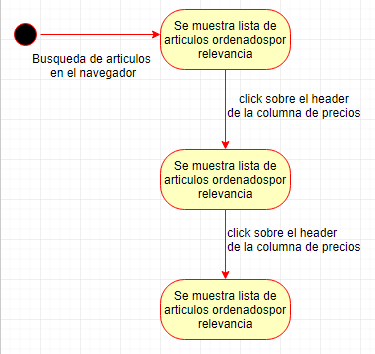 Se muestra lista de
articulos ordenadospor
relevancia
Busqueda de articulos
en el navegador
click sobre el header
de la columna de precios
Se muestra lista de
articulos ordenadospor
relevancia
click sobre el header
de la columna de precios
Se muestra lista de
articulos ordenadospor
relevancia